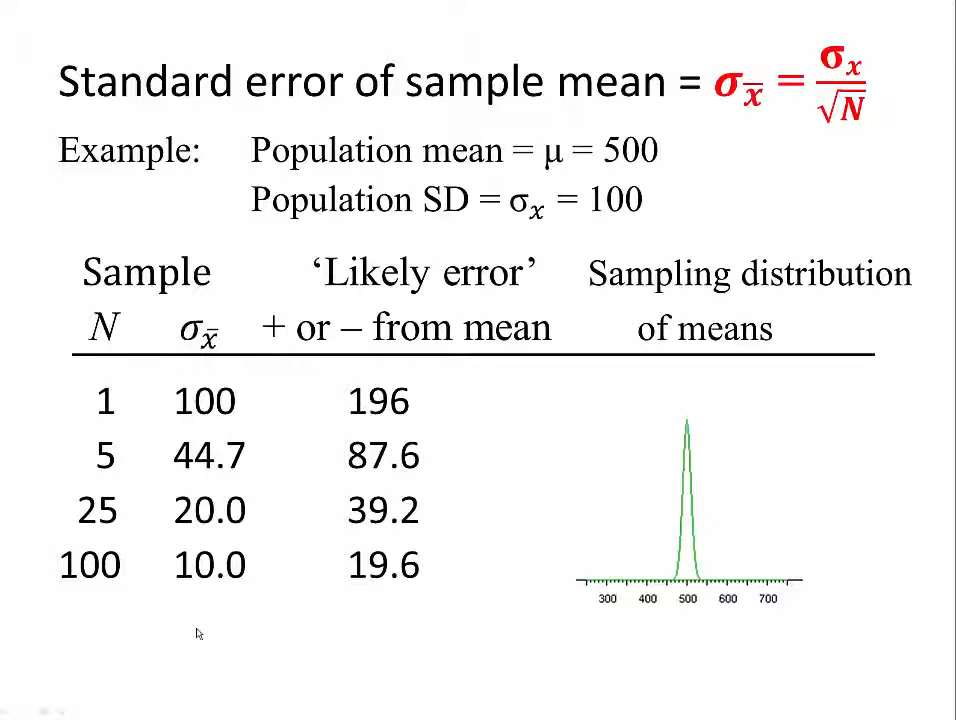 Standard error of sample mean = σx̄ = σx/√N
Example: Population mean = μ = 500
Population SD = σx = 100
Sample ‘Likely error’ Sampling distribution
N σx̄ + or – from mean of means
1 100 196
5 44.7 87.6
25 20.0 39.2
100 10.0 19.6
300 400 500 600 700